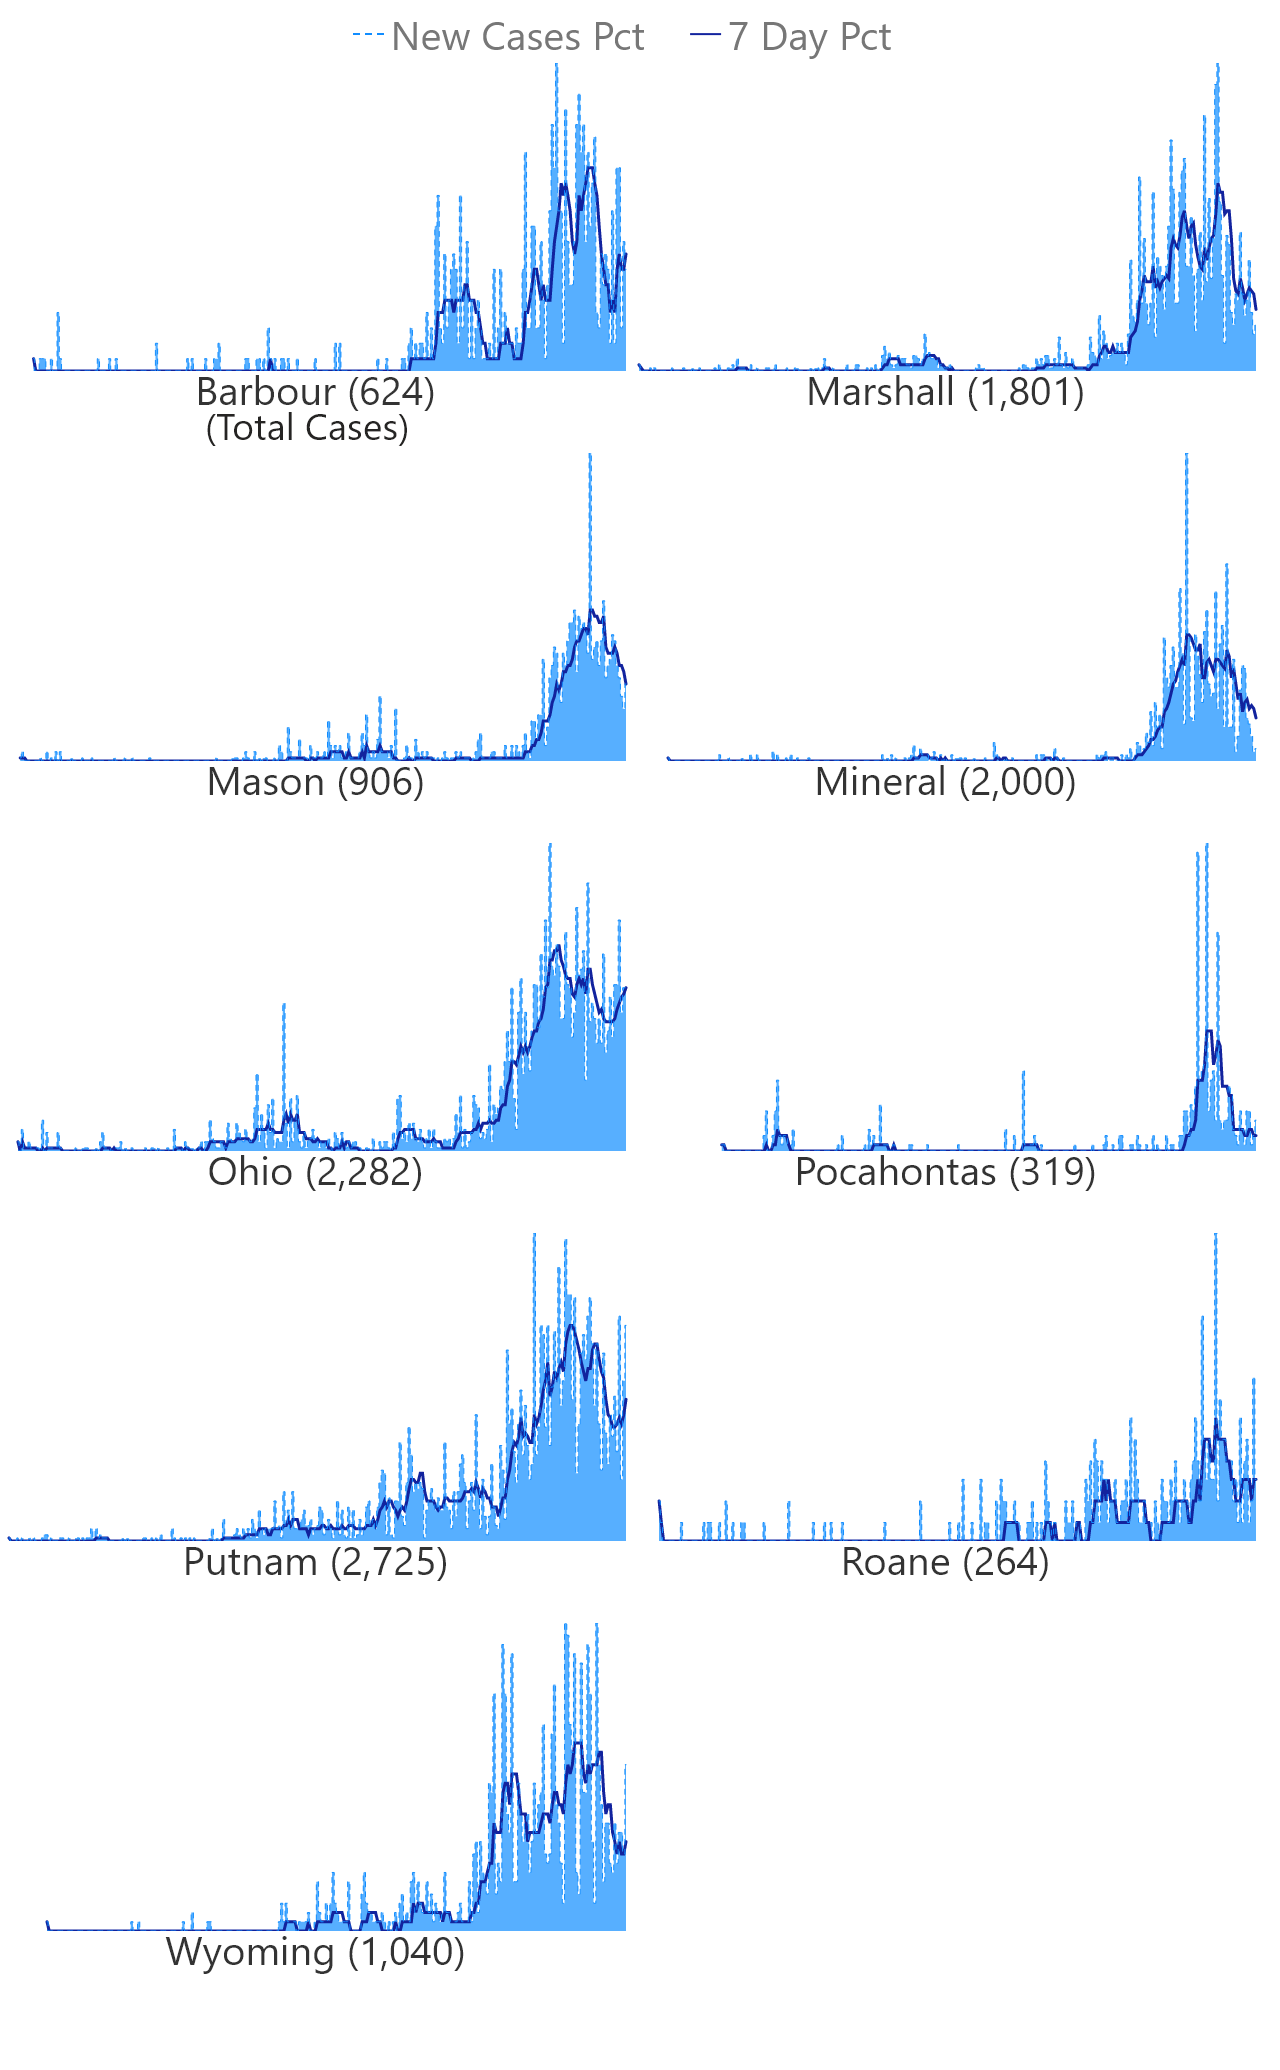 New Cases Pct 7 Day Pct
Barbour (624) Marshall (1,801)
(Total Cases)
Mason (906) Mineral (2,000)
Ohio (2,282) Pocahontas (319)
Putnam (2,725) Roane (264)
Wyoming (1,040)